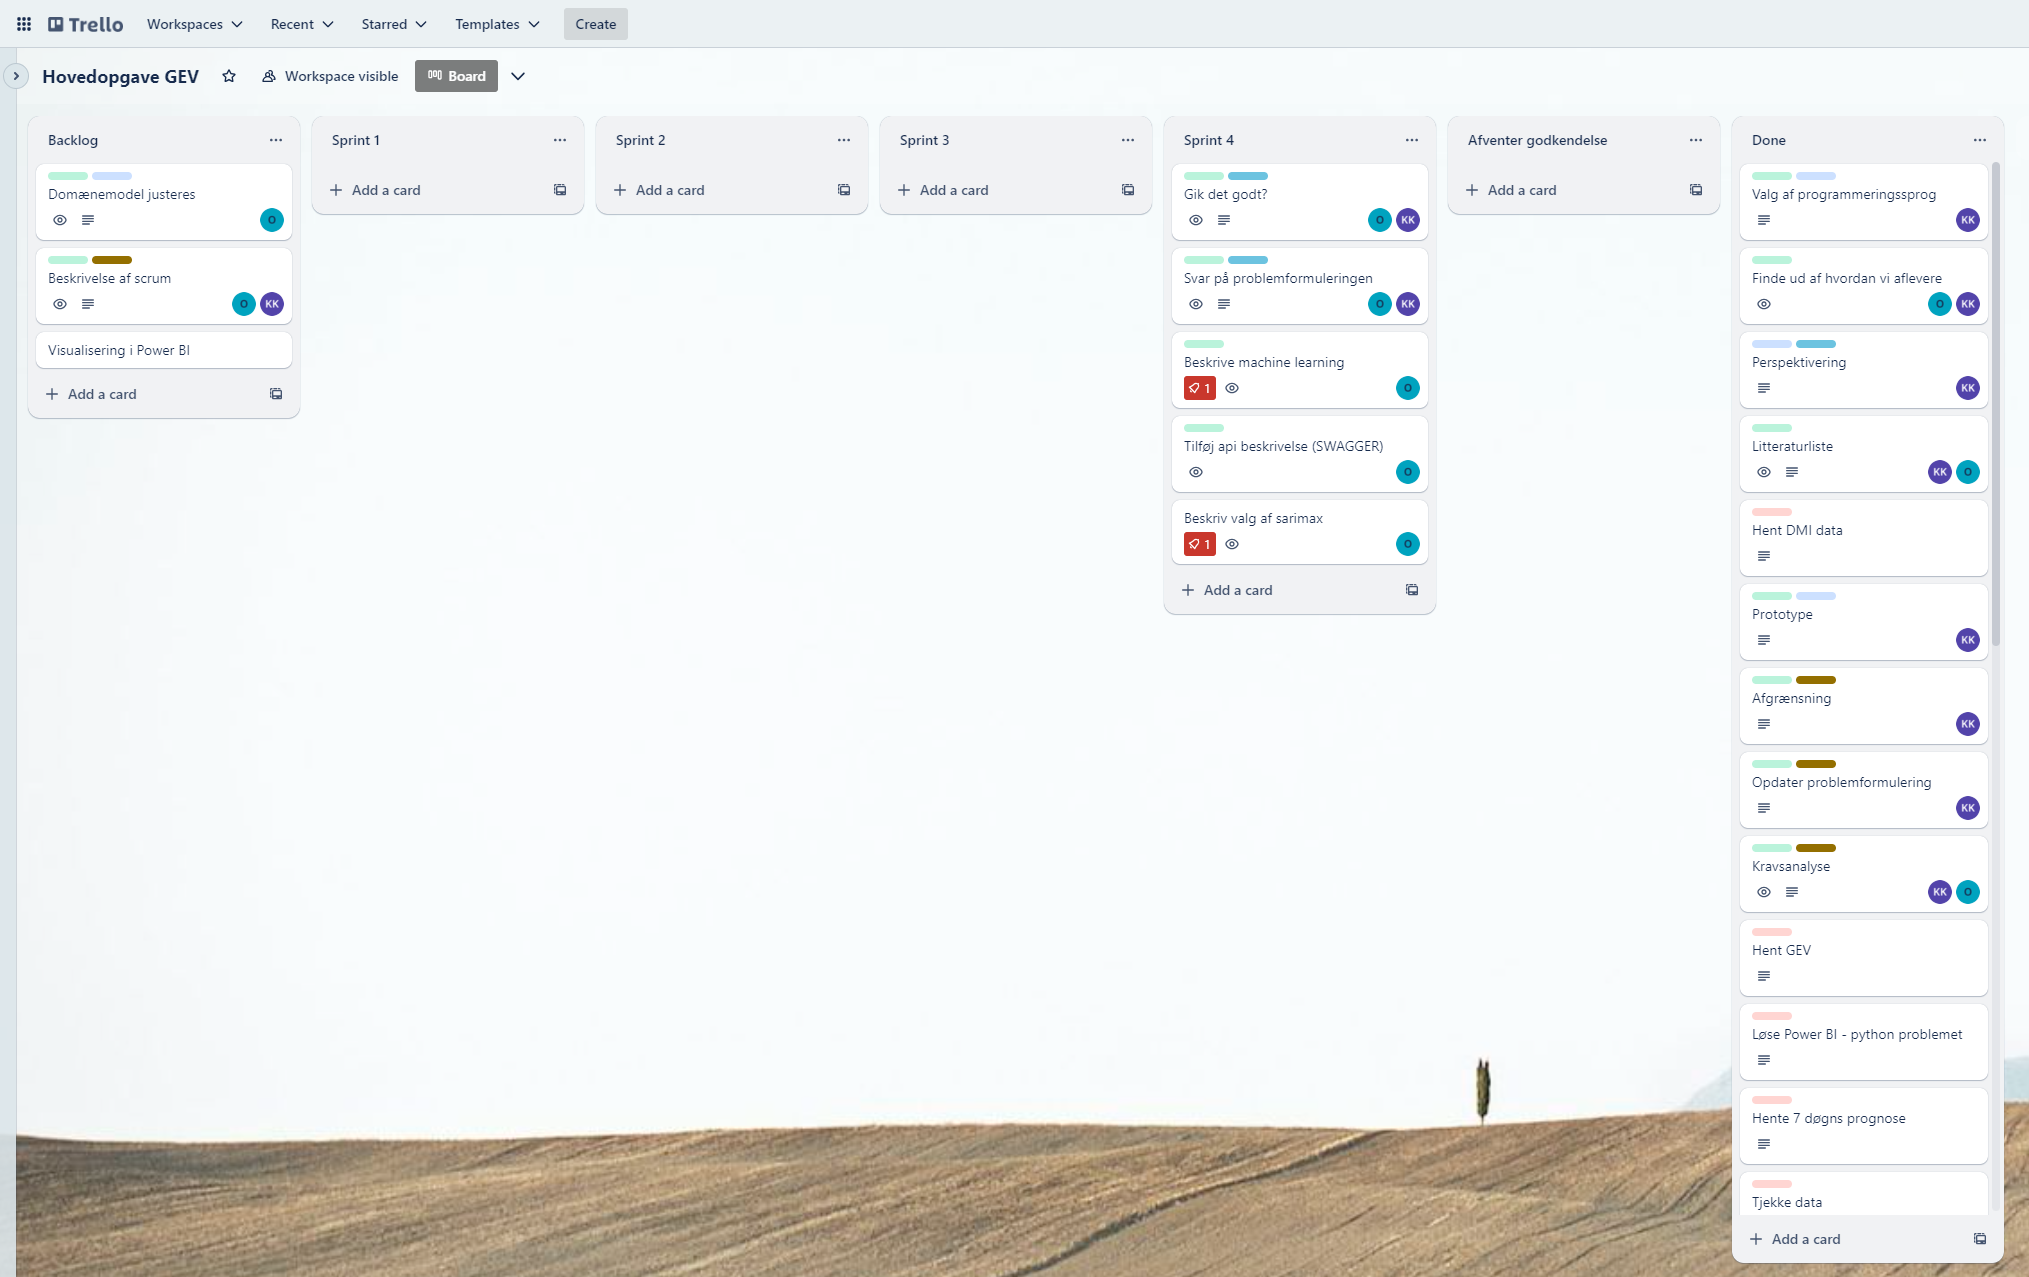 Trello
Workspaces
Recent
Starred
Templates
Create
Hovedopgave GEV
Workspace visible
Board
Backlog
Domænemodel justeres
O
Beskrivelse af scrum
O KK
Visualisering i Power BI
Add a card
Sprint 1
Add a card
Sprint 2
Add a card
Sprint 3
Add a card
Sprint 4
Gik det godt?
O KK
Svar på problemformuleringen
O KK
Beskrive machine learning
1
O
Tilføj api beskrivelse (SWAGGER)
O
Beskriv valg af sarimax
1
O
Add a card
Afventer godkendelse
Add a card
Done
Valg af programmeringssprog
KK
Finde ud af hvordan vi aflevere
O KK
Perspektivering
KK
Litteraturliste
KK O
Hent DMI data
Prototype
KK
Afgrænsning
KK
Opdater problemformulering
KK
Kravsanalyse
KK O
Hent GEV
Løse Power BI - python problemet
Hente 7 døgns prognose
Tjekke data
Add a card